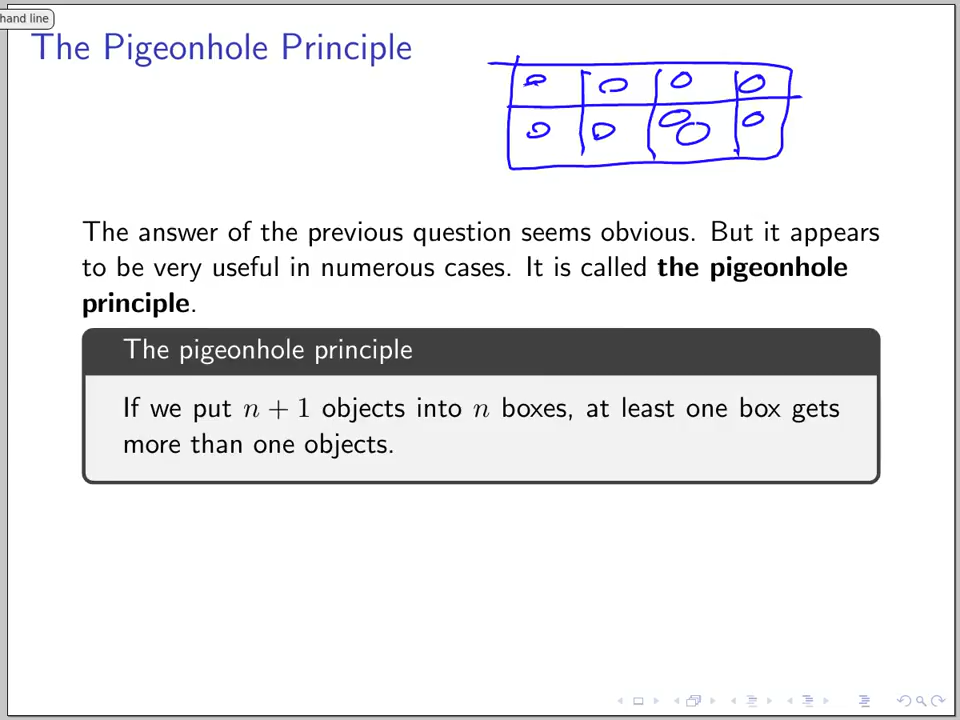 hand line
The Pigeonhole Principle
The answer of the previous question seems obvious. But it appears
to be very useful in numerous cases. It is called the pigeonhole
principle.
The pigeonhole principle
If we put n + 1 objects into n boxes, at least one box gets
more than one objects.